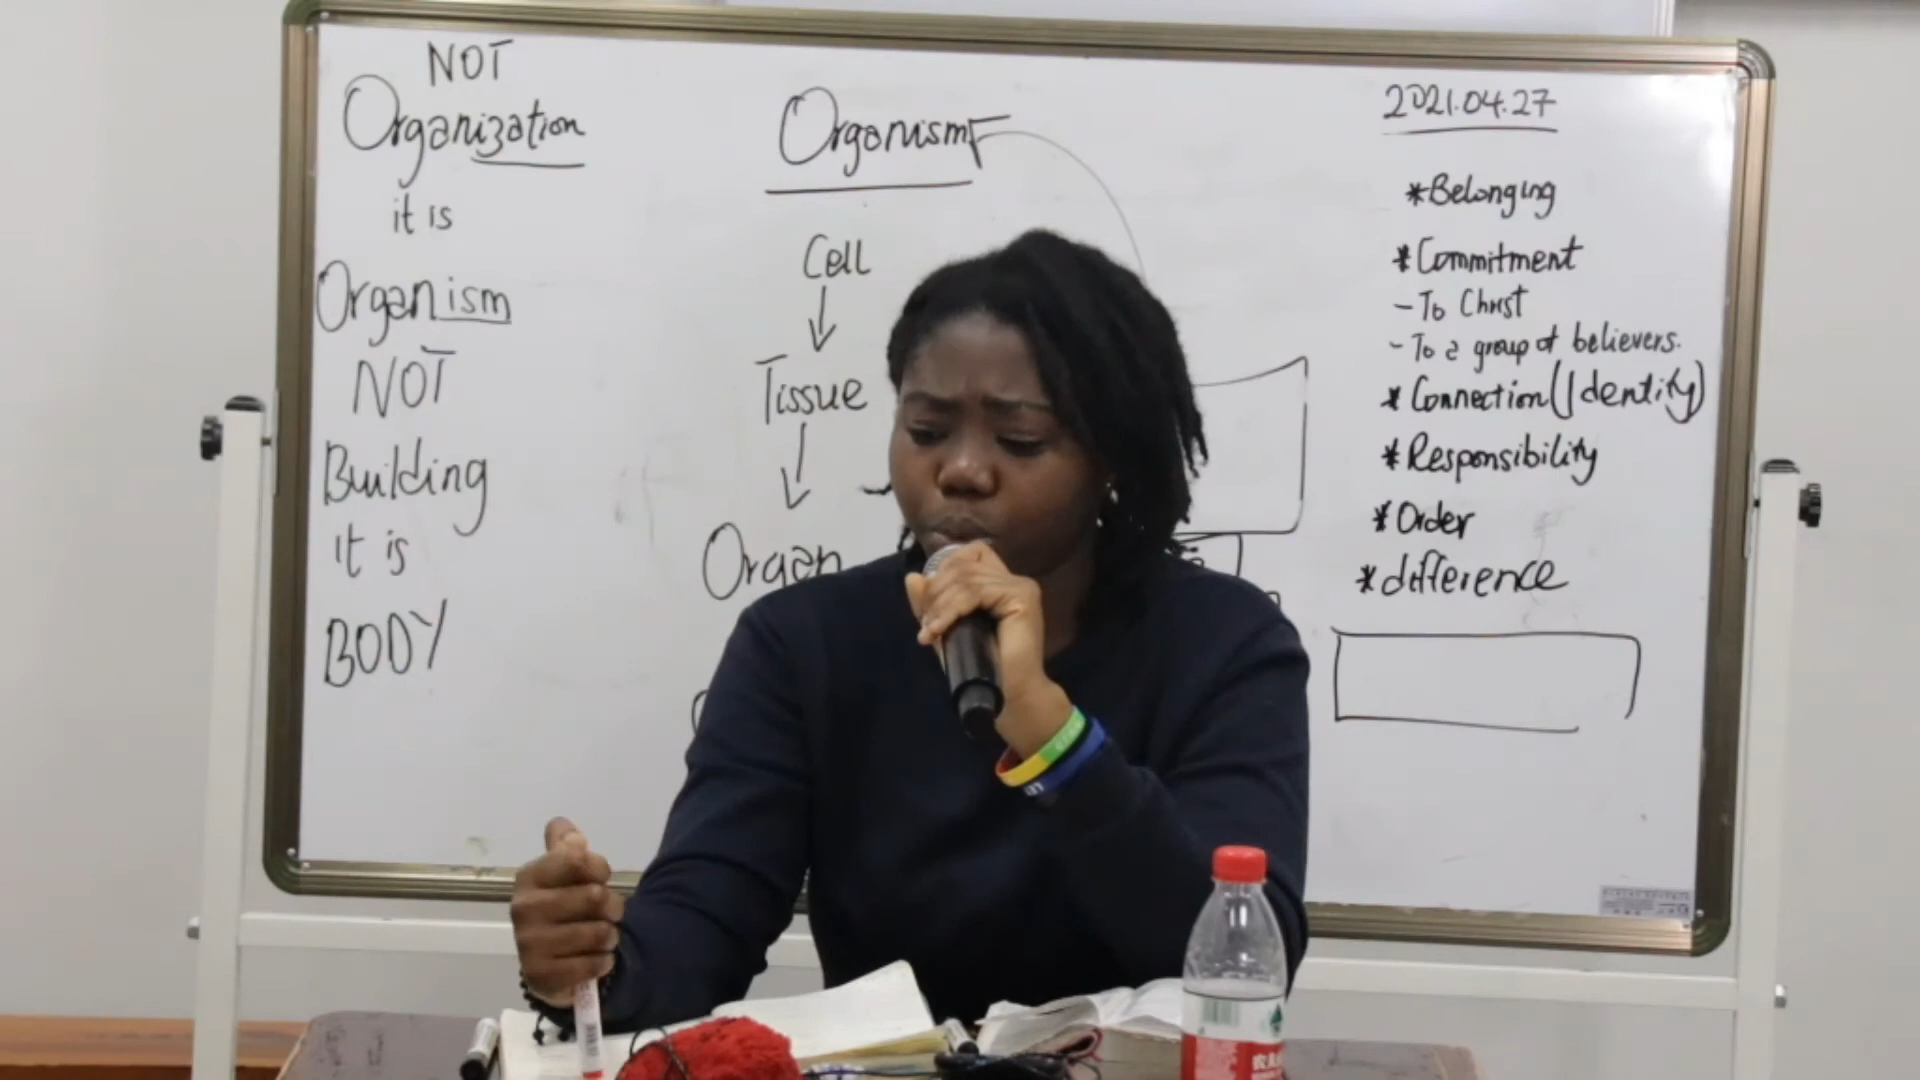 NOT
Organization
it is
Organism
NOT
Building
it is
BODY
Organism
Cell
Tissue
Organ
2021.04.27
*Belonging
*Commitment
- To Christ
- To a group of believers.
*Connection (Identity)
*Responsibility
*Order
*difference